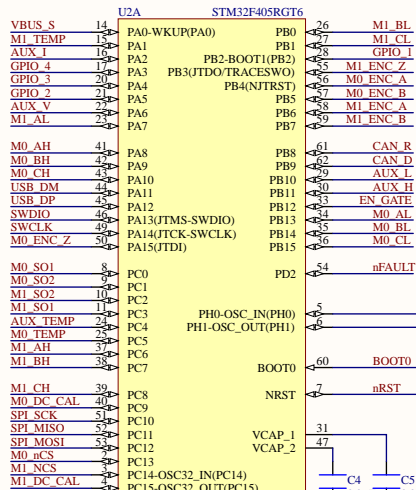 U2A STM32F405RGT6
VBUS_S 14 PA0-WKUP(PA0) PB0 26 M1_BL
M1_TEMP 15 PA1 PB1 27 M1_CL
AUX_I 16 PA2 PB2-BOOT1(PB2) 28 GPIO_1
GPIO_4 17 PA3 PB3(JTDO/TRACESWO) 55 M1_ENC_Z
GPIO_3 20 PA4 PB4(NJTRST) 56 M0_ENC_A
GPIO_2 21 PA5 PB5 57 M0_ENC_B
AUX_V 22 PA6 PB6 58 M1_ENC_A
M1_AL 23 PA7 PB7 59 M1_ENC_B
M0_AH 41 PA8 PB8 61 CAN_R
M0_BH 42 PA9 PB9 62 CAN_D
M0_CH 43 PA10 PB10 29 AUX_L
USB_DM 44 PA11 PB11 30 AUX_H
USB_DP 45 PA12 PB12 33 EN_GATE
SWDIO 46 PA13(JTMS-SWDIO) PB13 34 M0_AL
SWCLK 49 PA14(JTCK-SWCLK) PB14 35 M0_BL
M0_ENC_Z 50 PA15(JTDI) PB15 36 M0_CL
M0_SO1 8 PC0 PD2 54 nFAULT
M0_SO2 9 PC1
M1_SO2 10 PC2
M1_SO1 11 PC3 PH0-OSC_IN(PH0) 5
AUX_TEMP 24 PC4 PH1-OSC_OUT(PH1) 6
M0_TEMP 25 PC5
M1_AH 37 PC6
M1_BH 38 PC7 BOOT0 60 BOOT0
M1_CH 39 PC8 NRST 7 nRST
M0_DC_CAL 40 PC9
SPI_SCK 51 PC10
SPI_MISO 52 PC11 VCAP_1 31
SPI_MOSI 53 PC12 VCAP_2 47
M0_nCS 2 PC13
M1_NCS 3 PC14-OSC32_IN(PC14)
M1_DC_CAL 4 PC15-OSC32_OUT(PC15) C4 C5